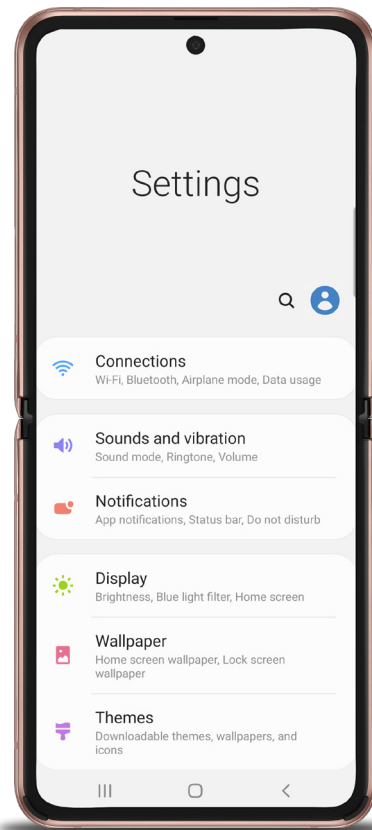 Settings
Connections
Wi-Fi, Bluetooth, Airplane mode, Data usage
Sounds and vibration
Sound mode, Ringtone, Volume
Notifications
App notifications, Status bar, Do not disturb
Display
Brightness, Blue light filter, Home screen
Wallpaper
Home screen wallpaper, Lock screen
wallpaper
Themes
Downloadable themes, wallpapers, and
icons